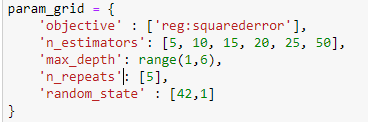 param_grid = {
'objective' : ['reg:squarederror'],
'n_estimators': [5, 10, 15, 20, 25, 50],
'max_depth': range(1,6),
'n_repeats': [5],
'random_state' : [42,1]
}